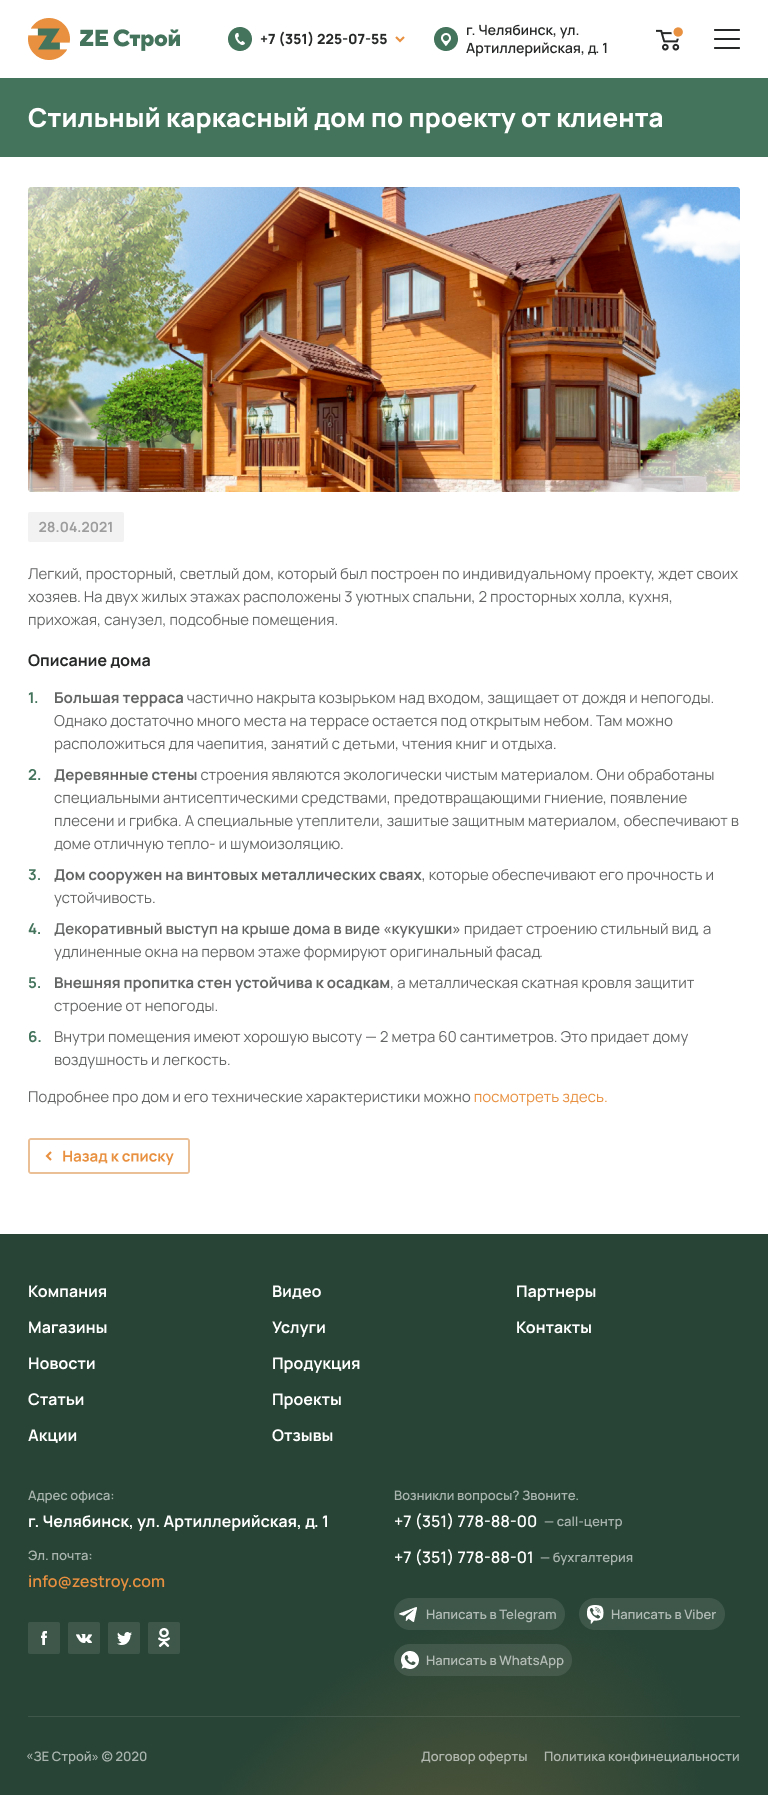 ZE Строй
+7 (351) 225-07-55
г. Челябинск, ул.
Артиллерийская, д. 1
Стильный каркасный дом по проекту от клиента
28.04.2021
Легкий, просторный, светлый дом, который был построен по индивидуальному проекту, ждет своих
хозяев. На двух жилых этажах расположены 3 уютных спальни, 2 просторных холла, кухня,
прихожая, санузел, подсобные помещения.
Описание дома
1. Большая терраса частично накрыта козырьком над входом, защищает от дождя и непогоды.
Однако достаточно много места на террасе остается под открытым небом. Там можно
расположиться для чаепития, занятий с детьми, чтения книг и отдыха.
2. Деревянные стены строения являются экологически чистым материалом. Они обработаны
специальными антисептическими средствами, предотвращающими гниение, появление
плесени и грибка. А специальные утеплители, зашитые защитным материалом, обеспечивают в
доме отличную тепло- и шумоизоляцию.
3. Дом сооружен на винтовых металлических сваях, которые обеспечивают его прочность и
устойчивость.
4. Декоративный выступ на крыше дома в виде «кукушки» придает строению стильный вид, а
удлиненные окна на первом этаже формируют оригинальный фасад.
5. Внешняя пропитка стен устойчива к осадкам, а металлическая скатная кровля защитит
строение от непогоды.
6. Внутри помещения имеют хорошую высоту — 2 метра 60 сантиметров. Это придает дому
воздушность и легкость.
Подробнее про дом и его технические характеристики можно посмотреть здесь.
Назад к списку
Компания
Магазины
Новости
Статьи
Акции
Видео
Услуги
Продукция
Проекты
Отзывы
Партнеры
Контакты
Адрес офиса:
г. Челябинск, ул. Артиллерийская, д. 1
Эл. почта:
info@zestroy.com
Возникли вопросы? Звоните.
+7 (351) 778-88-00 — call-центр
+7 (351) 778-88-01 — бухгалтерия
Написать в Telegram
Написать в Viber
Написать в WhatsApp
«ЗЕ Строй» © 2020
Договор оферты
Политика конфинециальности